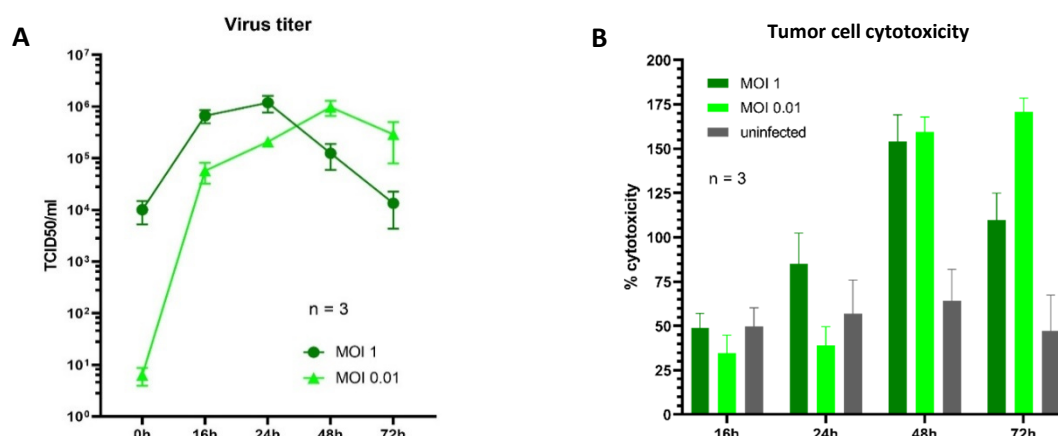 A
Virus titer
10⁷
10⁶
10⁵
10⁴
10³
10²
10¹
10⁰
TCID50/ml
n = 3
MOI 1
MOI 0.01
0h 16h 24h 48h 72h
B
Tumor cell cytotoxicity
200
175
150
125
100
75
50
25
0
% cytotoxicity
MOI 1
MOI 0.01
uninfected
n = 3
16h 24h 48h 72h